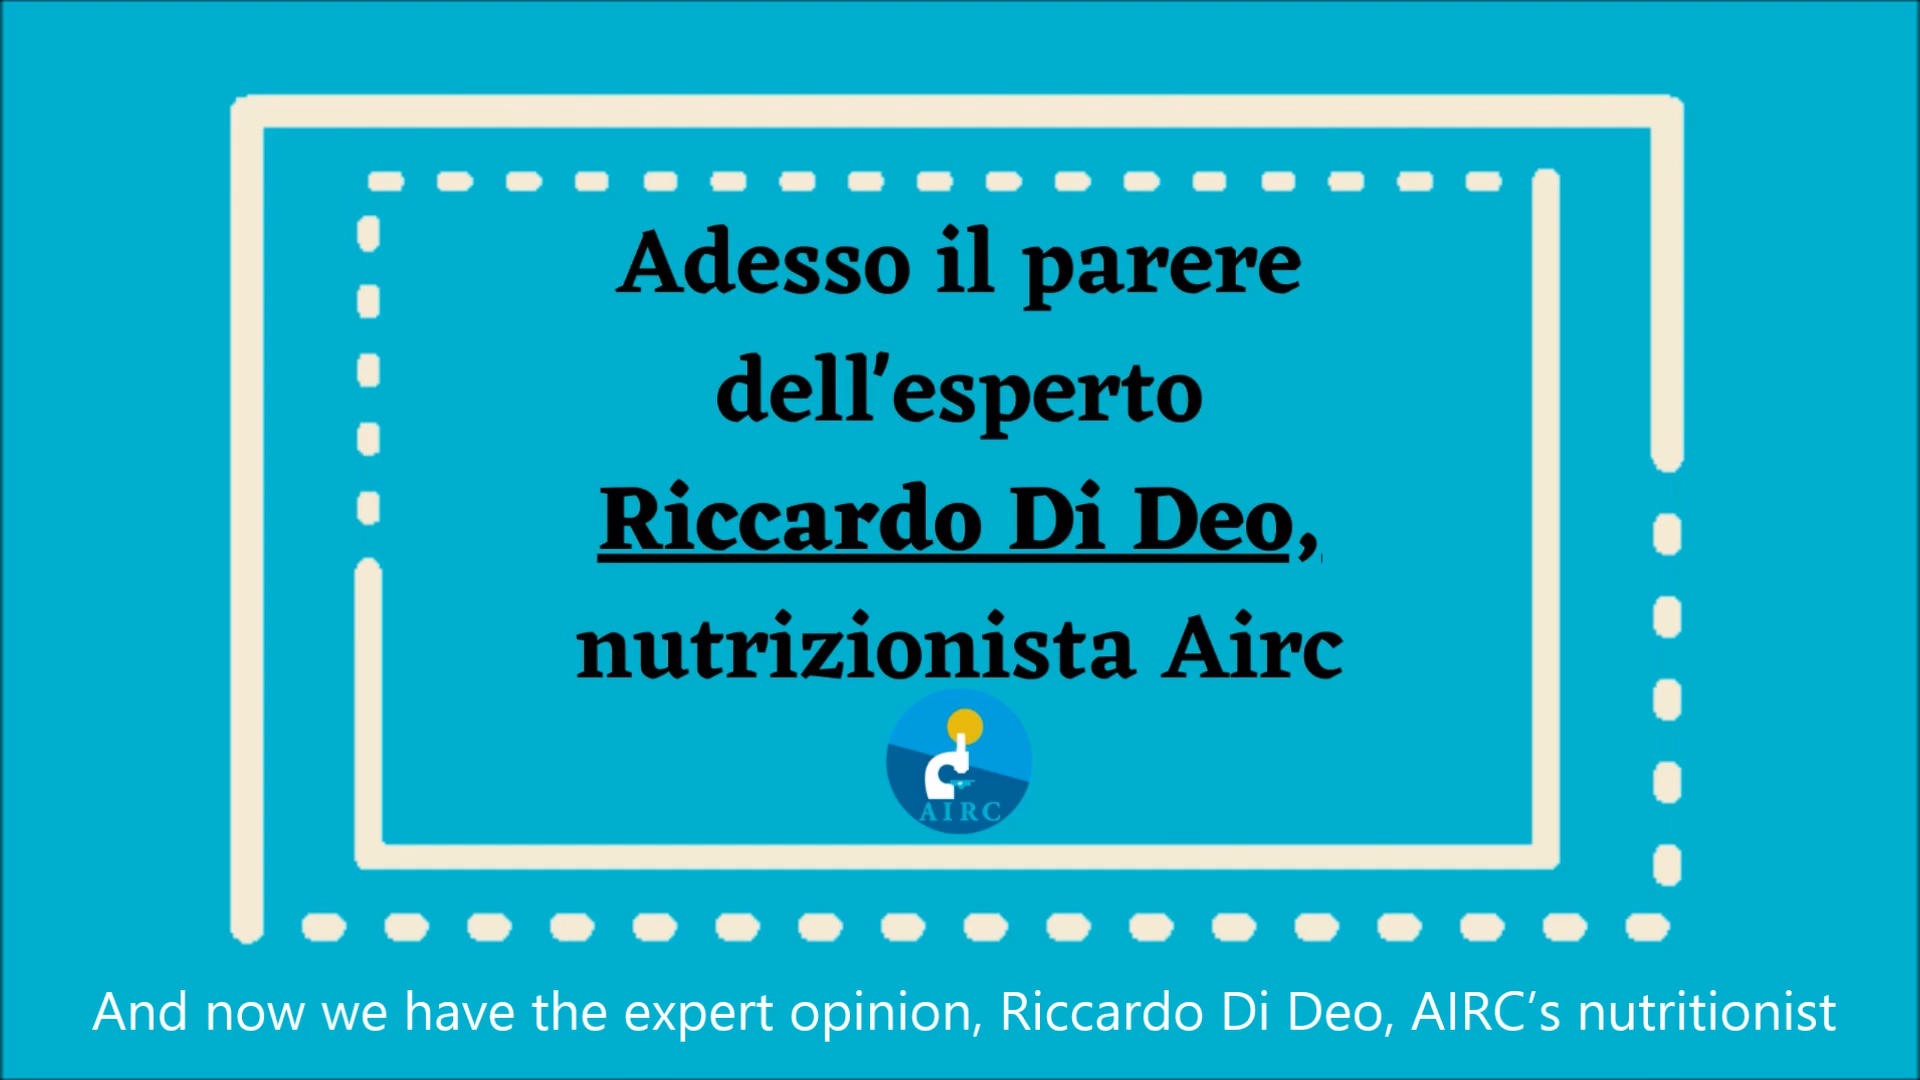 Adesso il parere
dell'esperto
Riccardo Di Deo,
nutrizionista Airc
AIRC
And now we have the expert opinion, Riccardo Di Deo, AIRC’s nutritionist